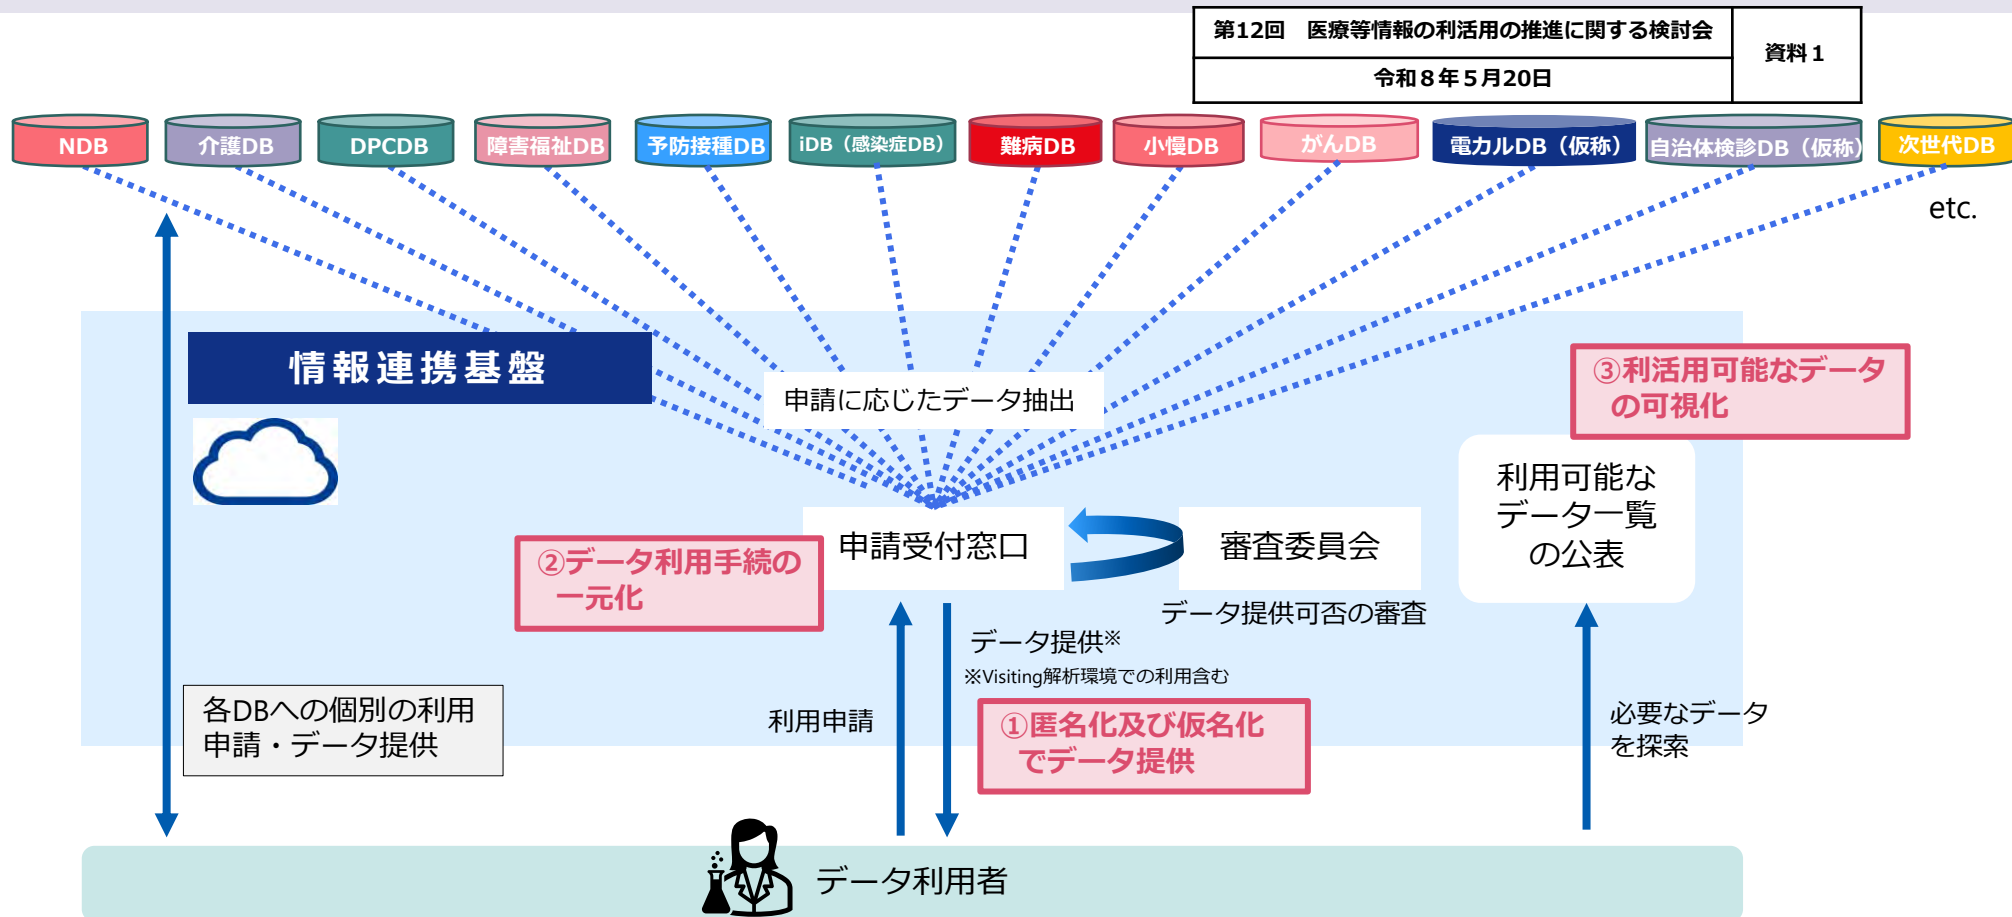 第12回　医療等情報の利活用の推進に関する検討会
資料１
令和８年５月20日
NDB
介護DB
DPCDB
障害福祉DB
予防接種DB
iDB（感染症DB）
難病DB
小慢DB
がんDB
電カルDB（仮称）
自治体検診DB（仮称）
次世代DB
etc.
情報連携基盤
申請に応じたデータ抽出
③利活用可能なデータ
の可視化
利用可能な
データ一覧
の公表
②データ利用手続の
一元化
申請受付窓口
審査委員会
データ提供可否の審査
データ提供※
※Visiting解析環境での利用含む
各DBへの個別の利用
申請・データ提供
利用申請
①匿名化及び仮名化
でデータ提供
必要なデータ
を探索
データ利用者